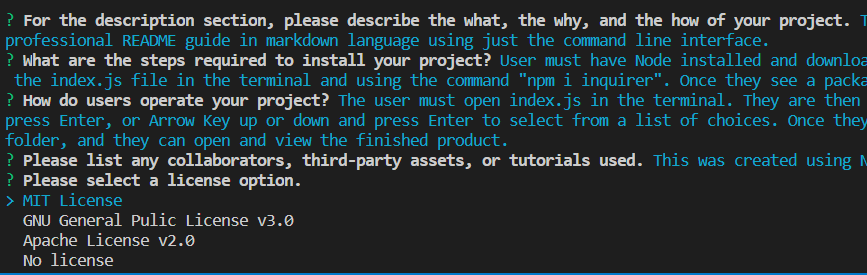 ? For the description section, please describe the what, the why, and the how of your project.
professional README guide in markdown language using just the command line interface.
? What are the steps required to install your project? User must have Node installed and downloa
the index.js file in the terminal and using the command "npm i inquirer". Once they see a packa
? How do users operate your project? The user must open index.js in the terminal. They are then
press Enter, or Arrow Key up or down and press Enter to select from a list of choices. Once they
folder, and they can open and view the finished product.
? Please list any collaborators, third-party assets, or tutorials used. This was created using N
? Please select a license option.
> MIT License
GNU General Pulic License v3.0
Apache License v2.0
No license